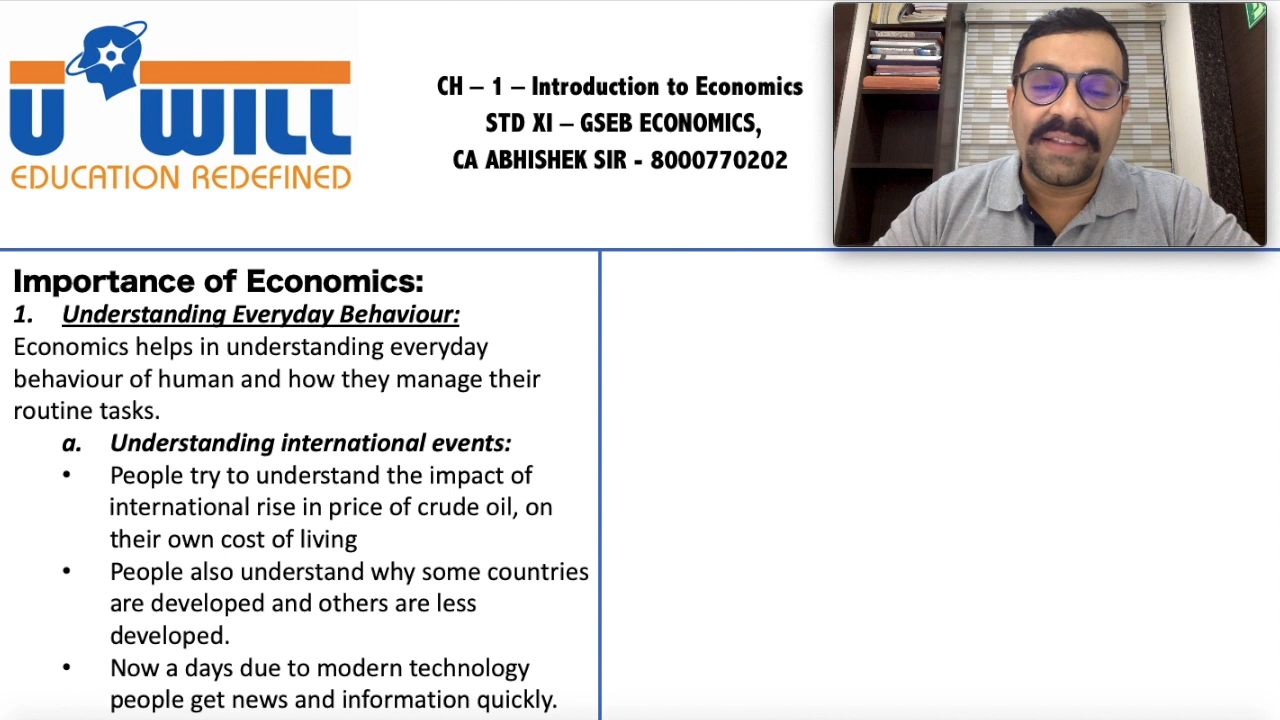 U WILL
EDUCATION REDEFINED
CH – 1 – Introduction to Economics
STD XI – GSEB ECONOMICS,
CA ABHISHEK SIR - 8000770202
Importance of Economics:
1. Understanding Everyday Behaviour:
Economics helps in understanding everyday
behaviour of human and how they manage their
routine tasks.
a. Understanding international events:
• People try to understand the impact of
international rise in price of crude oil, on
their own cost of living
• People also understand why some countries
are developed and others are less
developed.
• Now a days due to modern technology
people get news and information quickly.